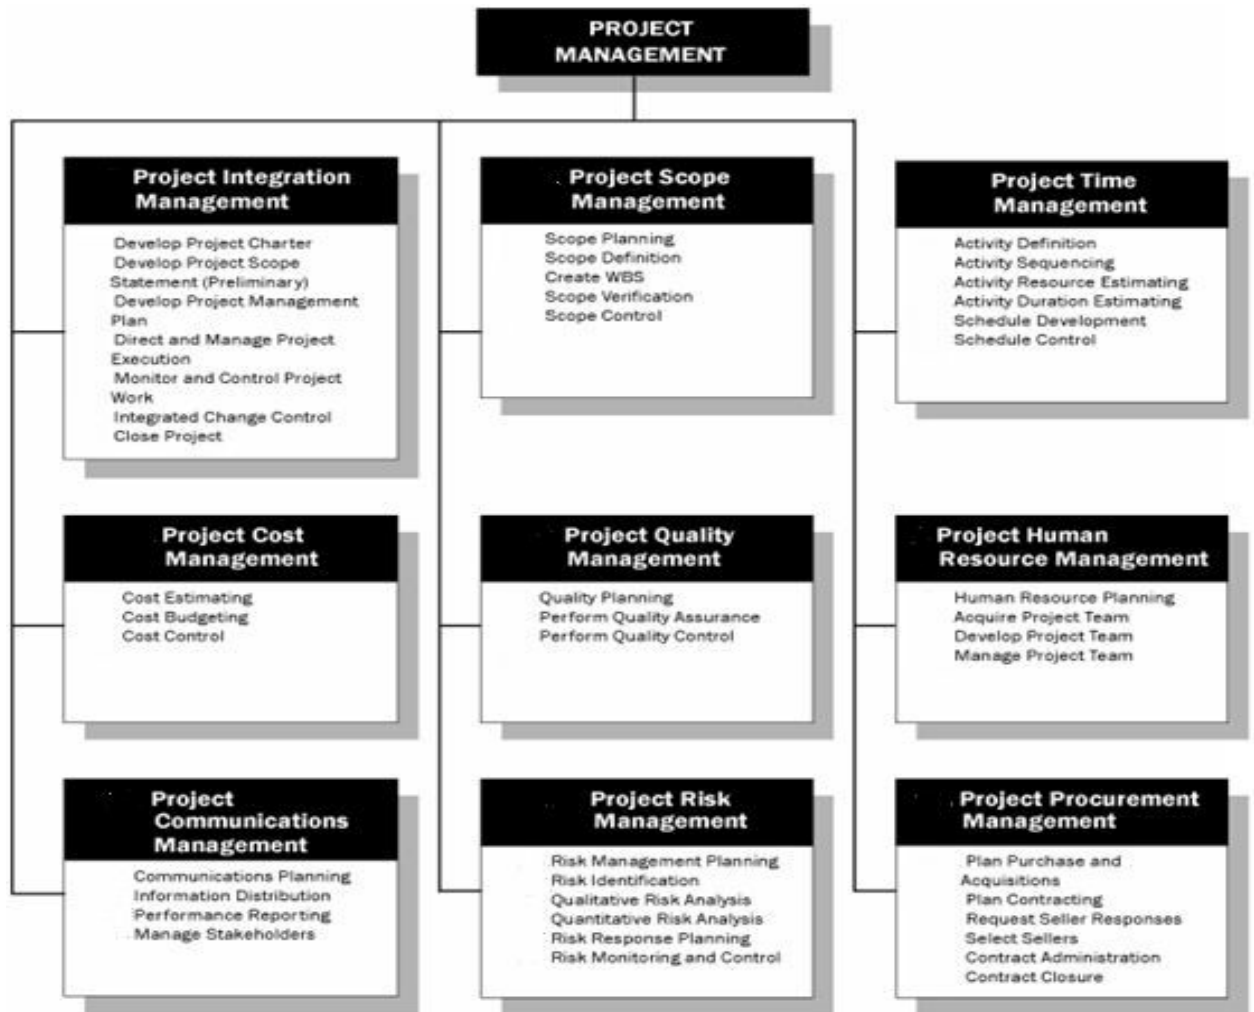 PROJECT
MANAGEMENT
Project Integration
Management
Develop Project Charter
Develop Project Scope
Statement (Preliminary)
Develop Project Management
Plan
Direct and Manage Project
Execution
Monitor and Control Project
Work
Integrated Change Control
Close Project
Project Scope
Management
Scope Planning
Scope Definition
Create WBS
Scope Verification
Scope Control
Project Time
Management
Activity Definition
Activity Sequencing
Activity Resource Estimating
Activity Duration Estimating
Schedule Development
Schedule Control
Project Cost
Management
Cost Estimating
Cost Budgeting
Cost Control
Project Quality
Management
Quality Planning
Perform Quality Assurance
Perform Quality Control
Project Human
Resource Management
Human Resource Planning
Acquire Project Team
Develop Project Team
Manage Project Team
Project
Communications
Management
Communications Planning
Information Distribution
Performance Reporting
Manage Stakeholders
Project Risk
Management
Risk Management Planning
Risk Identification
Qualitative Risk Analysis
Quantitative Risk Analysis
Risk Response Planning
Risk Monitoring and Control
Project Procurement
Management
Plan Purchase and
Acquisitions
Plan Contracting
Request Seller Responses
Select Sellers
Contract Administration
Contract Closure